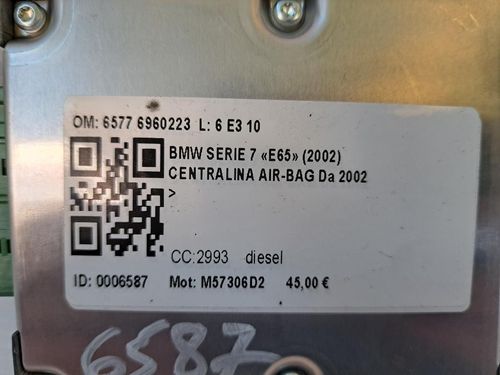 OM: 6577 6960223 L: 6 E3 10
BMW SERIE 7 «E65» (2002)
CENTRALINA AIR-BAG Da 2002
>
CC:2993 diesel
ID: 0006587 Mot: M57306D2 45,00 €
6587